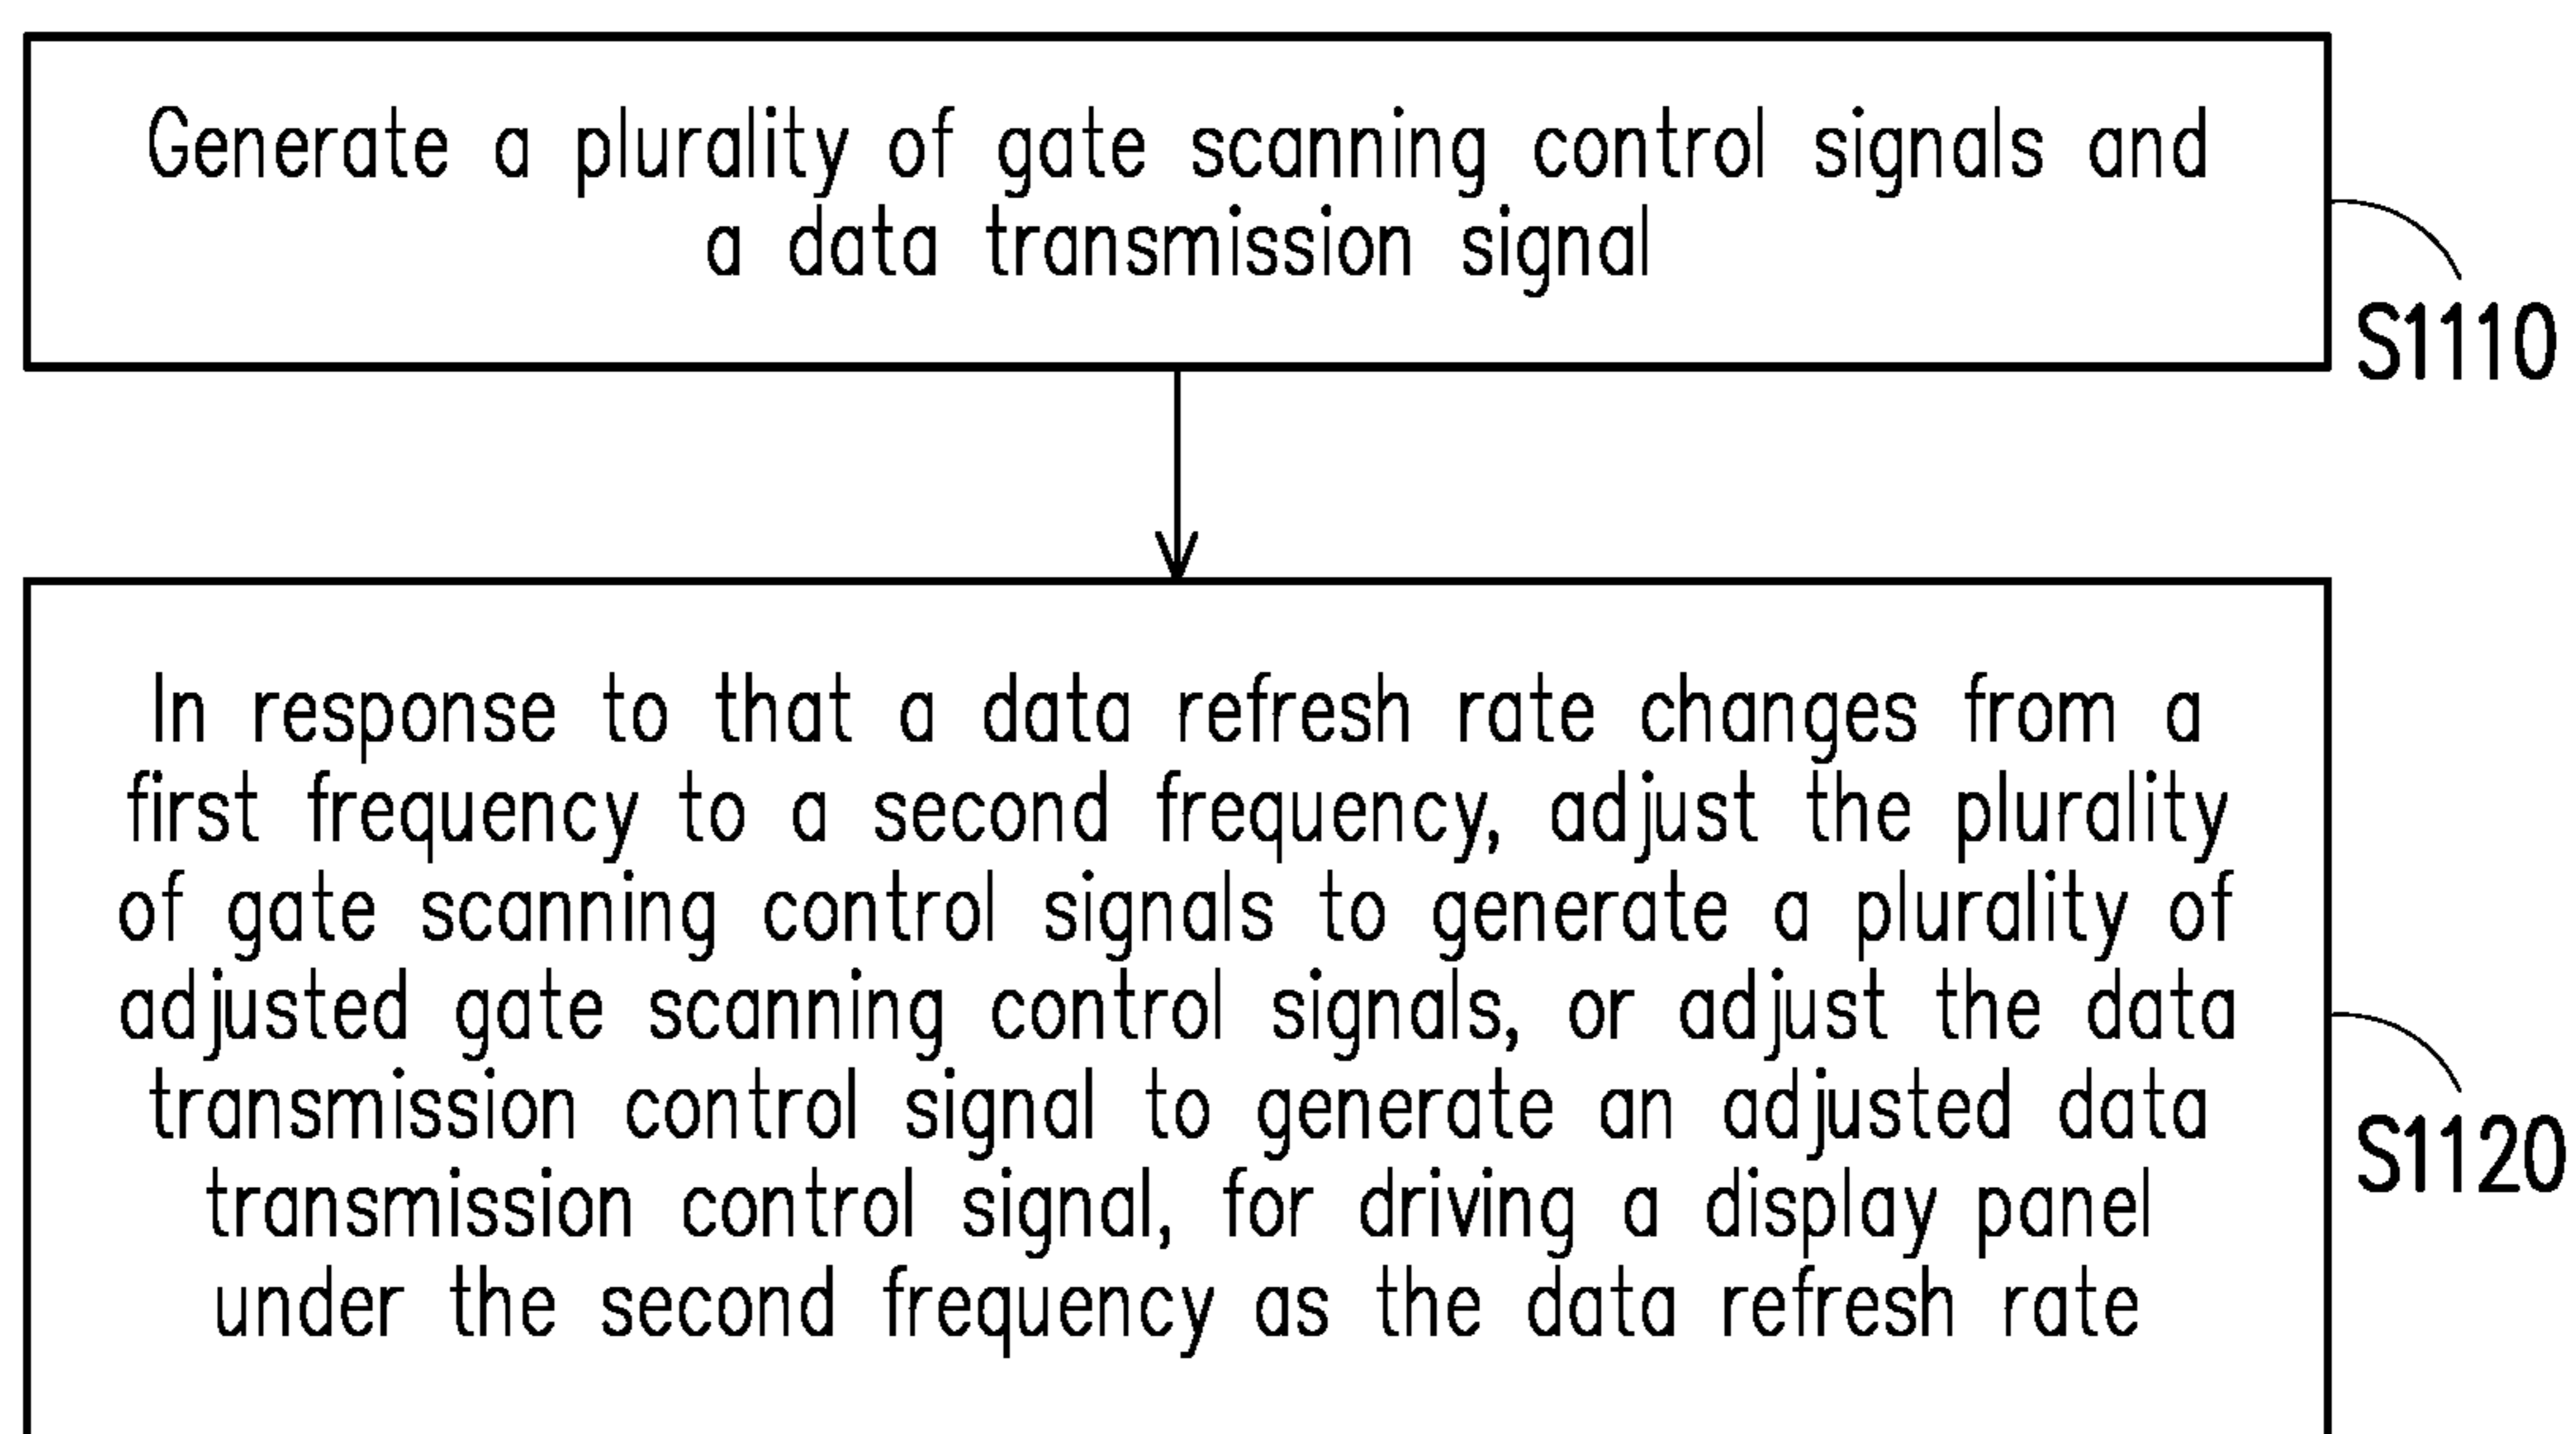 Generate a plurality of gate scanning control signals and
a data transmission signal
S1110
In response to that a data refresh rate changes from a
first frequency to a second frequency, adjust the plurality
of gate scanning control signals to generate a plurality of
adjusted gate scanning control signals, or adjust the data
transmission control signal to generate an adjusted data
transmission control signal, for driving a display panel
under the second frequency as the data refresh rate
S1120